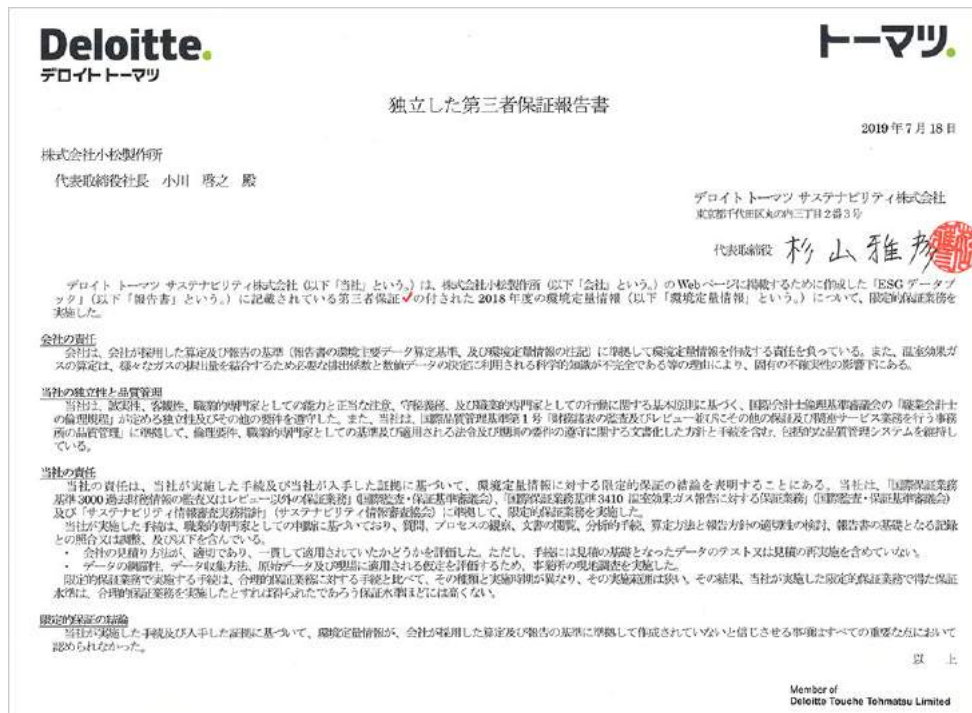 Deloitte.
デロイト トーマツ
トーマツ.
独立した第三者保証報告書
2019年7月18日
株式会社小松製作所
代表取締役社長 小川 啓之 殿
デロイト トーマツ サステナビリティ株式会社
東京都千代田区丸の内三丁目2番3号
代表取締役 杉山雅彦
デロイト トーマツ サステナビリティ株式会社(以下「当社」という。)は、株式会社小松製作所(以下「会社」という。)のWebページに掲載するために作成した「ESGデータブ
ック」(以下「報告書」という。)に記載されている第三者保証✓の付された2018年度の環境定量情報(以下「環境定量情報」という。)について、限定的保証業務を
実施した。
会社の責任
会社は、会社が採用した算定及び報告の基準(報告書の環境主要データ算定基準、及び環境定量情報の注記)に準拠して環境定量情報を作成する責任を負っている。また、温室効果ガ
スの算定は、様々なガスの排出量を結合するため必要な排出係数と数値データの決定に利用される科学的知識が不完全である等の理由により、固有の不確実性の影響下にある。
当社の独立性と品質管理
当社は、誠実性、客観性、職業的専門家としての能力と正当な注意、守秘義務、及び職業的専門家としての行動に関する基本原則に基づく、国際会計士倫理基準審議会の「職業会計士
の倫理規程」が定める独立性及びその他の要件を遵守した。また、当社は、国際品質管理基準第1号「財務諸表の監査及びレビュー並びにその他の保証及び関連サービス業務を行う事務
所の品質管理」に準拠して、倫理要件、職業的専門家としての基準及び適用される法令及び規則の要件の遵守に関する文書化した方針と手続を含む、包括的な品質管理システムを維持し
ている。
当社の責任
当社の責任は、当社が実施した手続及び当社が入手した証拠に基づいて、環境定量情報に対する限定的保証の結論を表明することにある。当社は、「国際保証業務
基準3000 過去財務情報の監査又はレビュー以外の保証業務」(国際監査・保証基準審議会)、「国際保証業務基準3410 温室効果ガス報告に対する保証業務」(国際監査・保証基準審議会)
及び「サステナビリティ情報審査実務指針」(サステナビリティ情報審査協会)に準拠して、限定的保証業務を実施した。
当社が実施した手続は、職業的専門家としての判断に基づいており、質問、プロセスの観察、文書の閲覧、分析的手続、算定方法と報告方針の適切性の検討、報告書の基礎となる記録
との照合又は調整、及び以下を含んでいる。
・ 会社の見積り方法が、適切であり、一貫して適用されていたかどうかを評価した。ただし、手続には見積の基礎となったデータのテスト又は見積の再実施を含めていない。
・ データの網羅性、データ収集方法、原始データ及び現場に適用される仮定を評価するため、事業所の現地調査を実施した。
限定的保証業務で実施する手続は、合理的保証業務に対する手続と比べて、その種類と実施時期が異なり、その実施範囲は狭い。その結果、当社が実施した限定的保証業務で得た保証
水準は、合理的保証業務を実施したとすれば得られたであろう保証水準ほどには高くない。
限定的保証の結論
当社が実施した手続及び入手した証拠に基づいて、環境定量情報が、会社が採用した算定及び報告の基準に準拠して作成されていないと信じさせる事項はすべての重要な点において
認められなかった。
以 上
Member of
Deloitte Touche Tohmatsu Limited